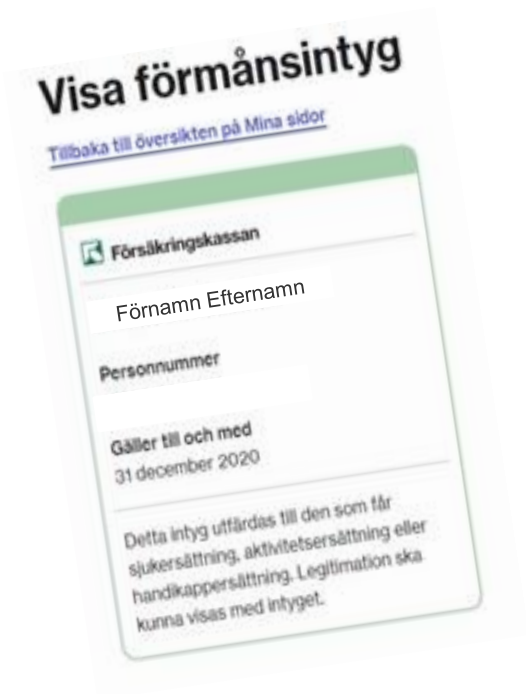 Visa förmånsintyg
Tillbaka till översikten på Mina sidor
Försäkringskassan
Förnamn Efternamn
Personnummer
Gäller till och med
31 december 2020
Detta intyg utfärdas till den som får
sjukersättning, aktivitetsersättning eller
handikappersättning. Legitimation ska
kunna visas med intyget.